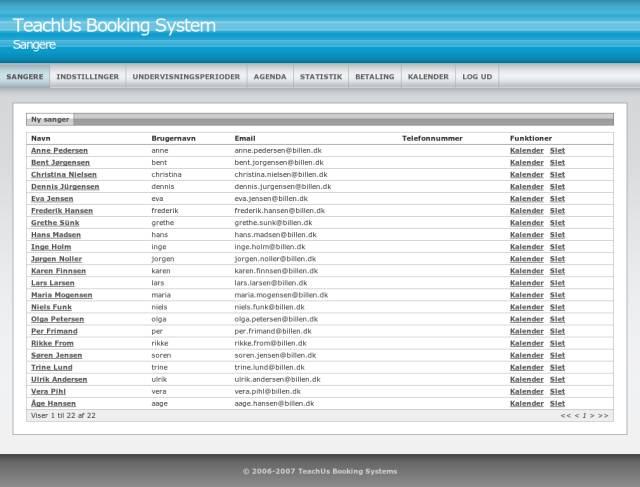 TeachUs Booking System
Sangere
SANGERE INDSTILLINGER UNDERVISNINGSPERIODER AGENDA STATISTIK BETALING KALENDER LOG UD
Ny sanger
Navn Brugernavn Email Telefonnummer Funktioner
Anne Pedersen anne anne.pedersen@billen.dk Kalender Slet
Bent Jørgensen bent bent.jorgensen@billen.dk Kalender Slet
Christina Nielsen christina christina.nielsen@billen.dk Kalender Slet
Dennis Jürgensen dennis dennis.jurgensen@billen.dk Kalender Slet
Eva Jensen eva eva.jensen@billen.dk Kalender Slet
Frederik Hansen frederik frederik.hansen@billen.dk Kalender Slet
Grethe Sünk grethe grethe.sunk@billen.dk Kalender Slet
Hans Madsen hans hans.madsen@billen.dk Kalender Slet
Inge Holm inge inge.holm@billen.dk Kalender Slet
Jørgen Noller jorgen jorgen.noller@billen.dk Kalender Slet
Karen Finnsen karen karen.finnsen@billen.dk Kalender Slet
Lars Larsen lars lars.larsen@billen.dk Kalender Slet
Maria Mogensen maria maria.mogensen@billen.dk Kalender Slet
Niels Funk niels niels.funk@billen.dk Kalender Slet
Olga Petersen olga olga.petersen@billen.dk Kalender Slet
Per Frimand per per.frimand@billen.dk Kalender Slet
Rikke From rikke rikke.from@billen.dk Kalender Slet
Søren Jensen soren soren.jensen@billen.dk Kalender Slet
Trine Lund trine trine.lund@billen.dk Kalender Slet
Ulrik Andersen ulrik ulrik.andersen@billen.dk Kalender Slet
Vera Pihl vera vera.pihl@billen.dk Kalender Slet
Åge Hansen aage aage.hansen@billen.dk Kalender Slet
Viser 1 til 22 af 22 << < 1 > >>
© 2006-2007 TeachUs Booking Systems